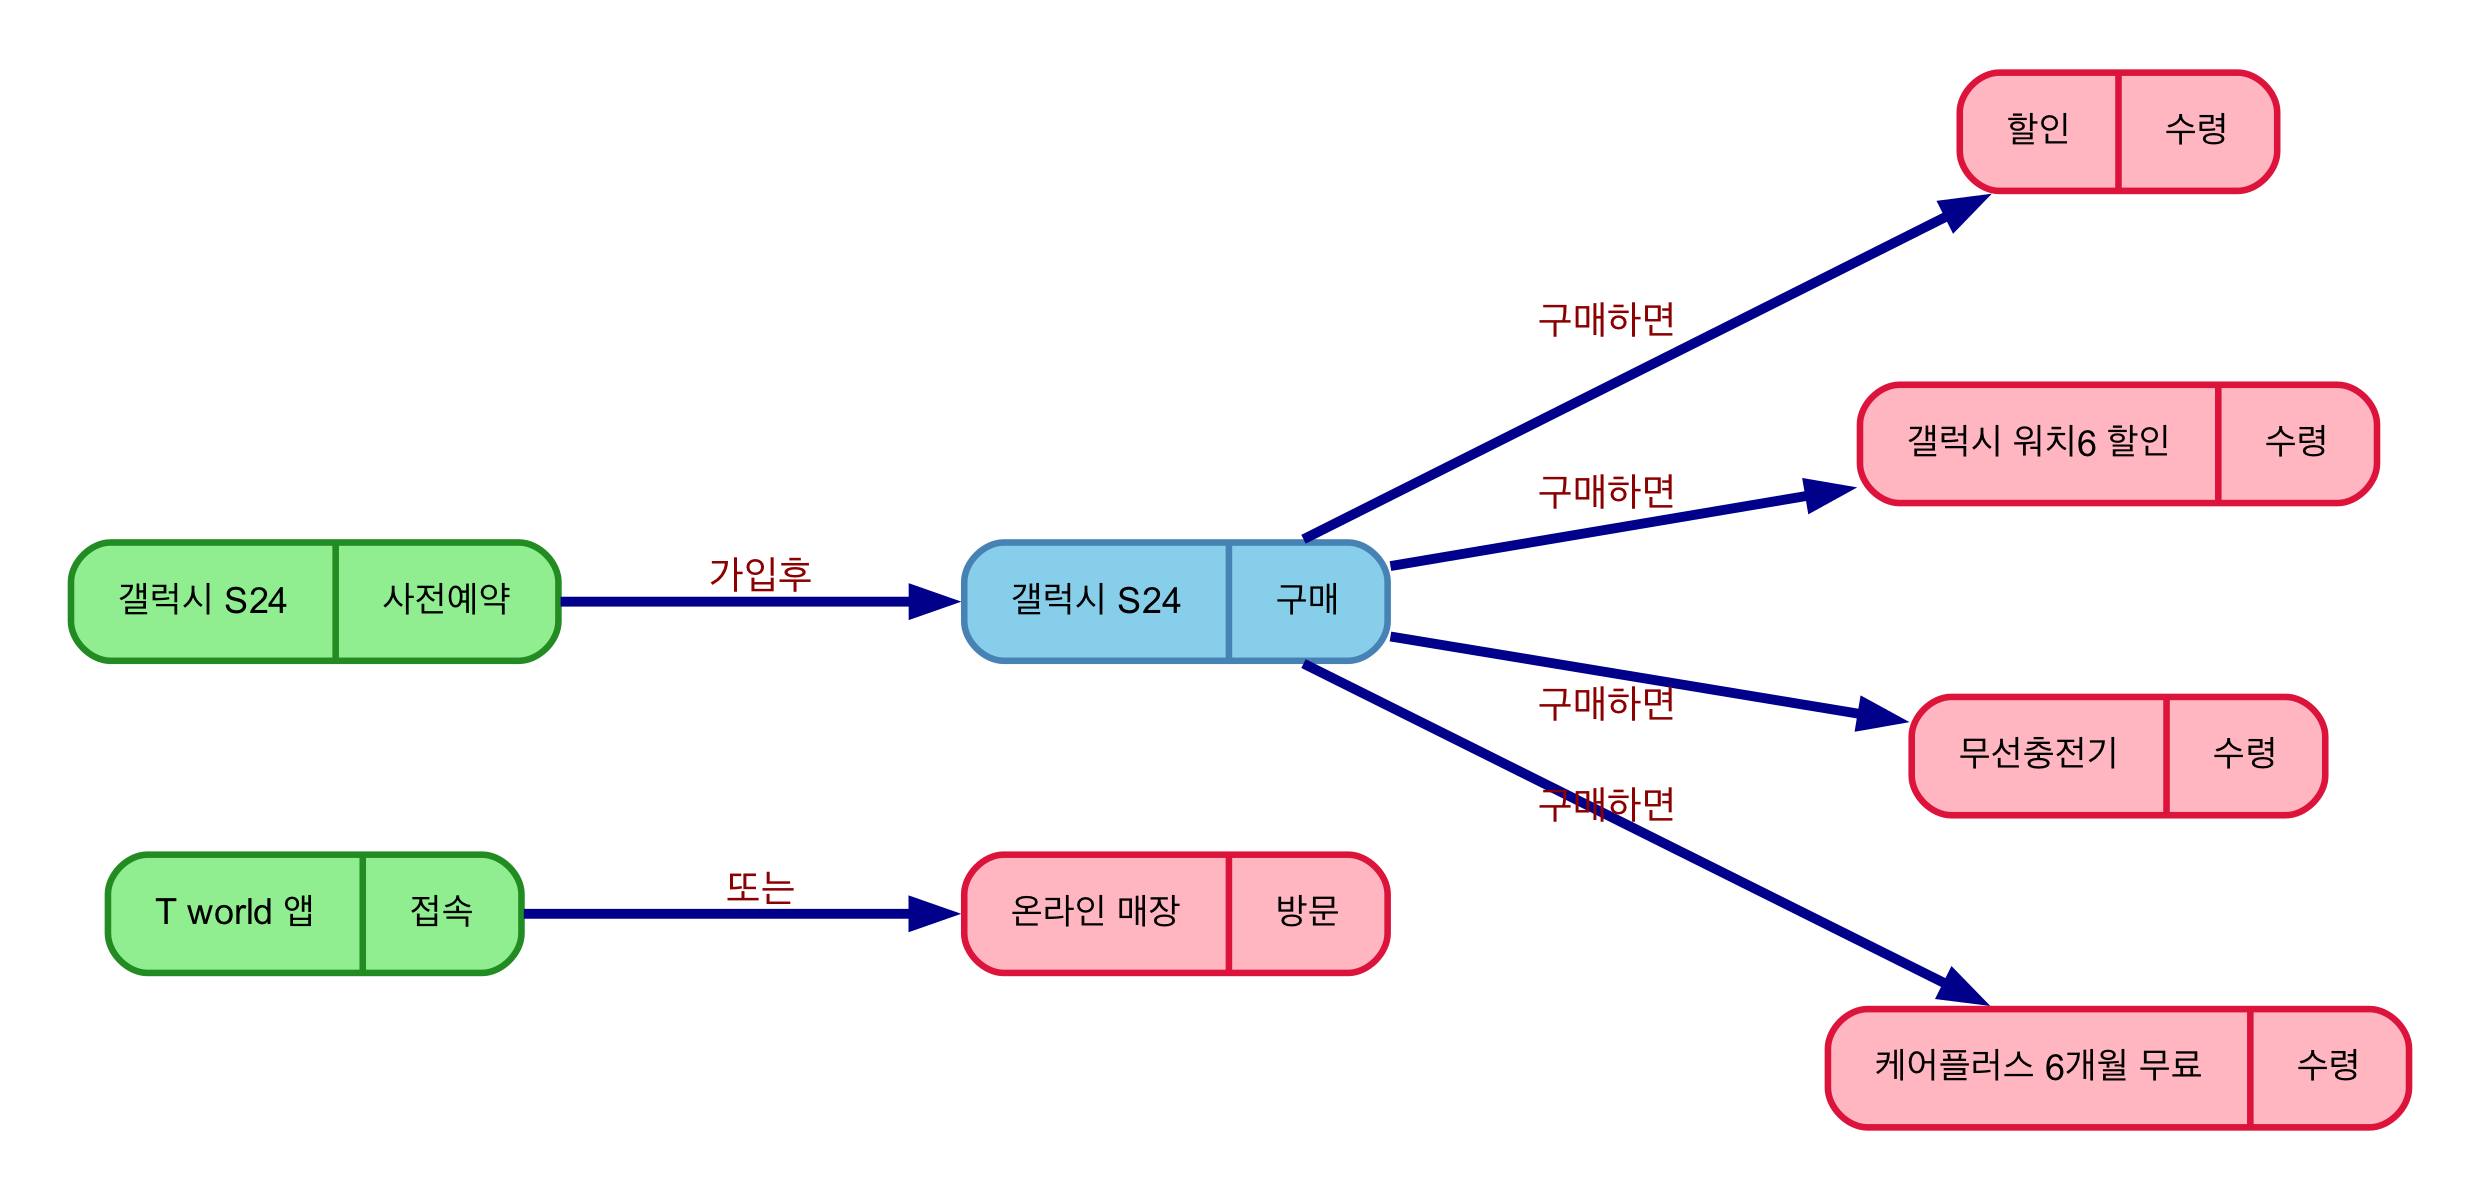 할인 수령
구매하면
갤럭시 워치6 할인 수령
구매하면
갤럭시 S24 사전예약
가입후
갤럭시 S24 구매
구매하면
무선충전기 수령
구매하면
T world 앱 접속
또는
온라인 매장 방문
케어플러스 6개월 무료 수령